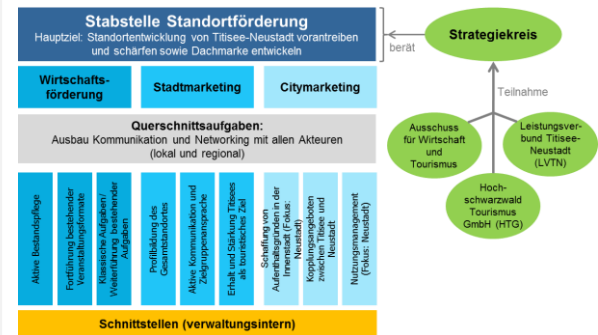 Stabstelle Standortförderung
Hauptziel: Standortentwicklung von Titisee-Neustadt vorantreiben
und schärfen sowie Dachmarke entwickeln
berät
Strategiekreis
Teilnahme
Ausschuss
für Wirtschaft
und
Tourismus
Leistungsver-
bund Titisee-
Neustadt
(LVTN)
Hoch-
schwarzwald
Tourismus
GmbH (HTG)
Wirtschafts-
förderung
Stadtmarketing
Citymarketing
Querschnittsaufgaben:
Ausbau Kommunikation und Networking mit allen Akteuren
(lokal und regional)
Aktive Bestandspflege
Fortführung bestehender
Veranstaltungsformate
Klassische Aufgaben/
Weiterführung bestehender
Aufgaben
Profilbildung des
Gesamtstandortes
Aktive Kommunikation und
Zielgruppenansprache
Erhalt und Stärkung Titisees
als touristisches Ziel
Schaffung von
Aufenthaltsgründen in der
Innenstadt (Fokus:
Neustadt)
Kopplungsangeboten
zwischen Titisee und
Neustadt
Nutzungsmanagement
(Fokus: Neustadt)
Schnittstellen (verwaltungsintern)